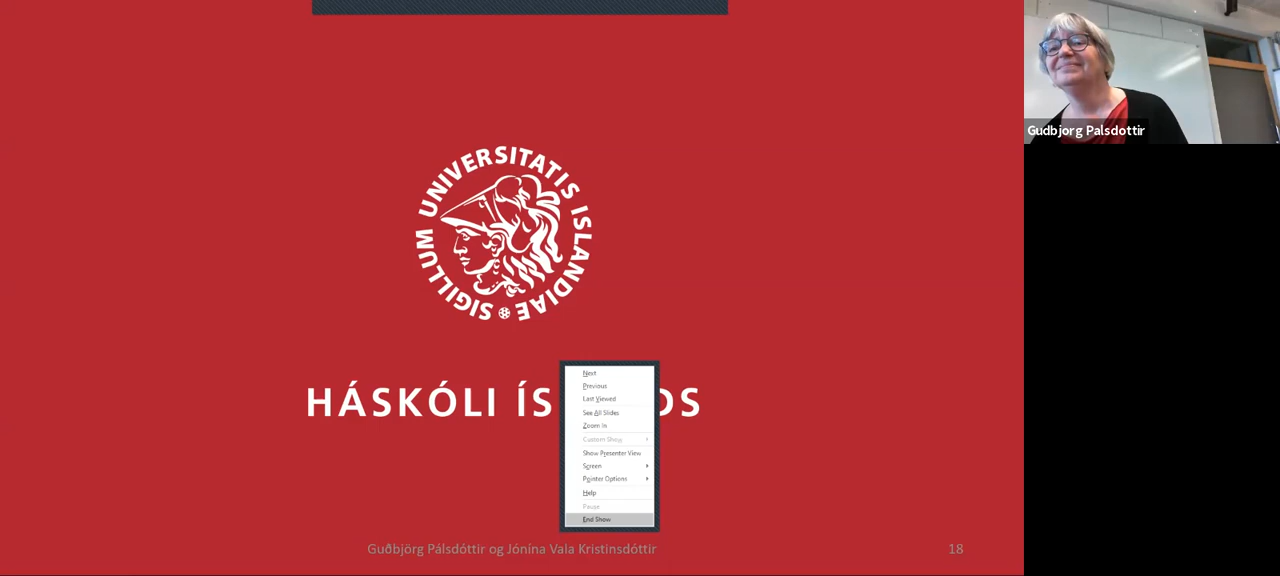 SIGILLUM UNIVERSITATIS ISLANDIAE
Gudbjorg Palsdottir
HÁSKÓLI ÍS DS
Next
Previous
Last Viewed
See All Slides
Zoom In
Custom Show
Show Presenter View
Screen
Pointer Options
Help
Pause
End Show
Guðbjörg Pálsdóttir og Jónína Vala Kristinsdóttir
18